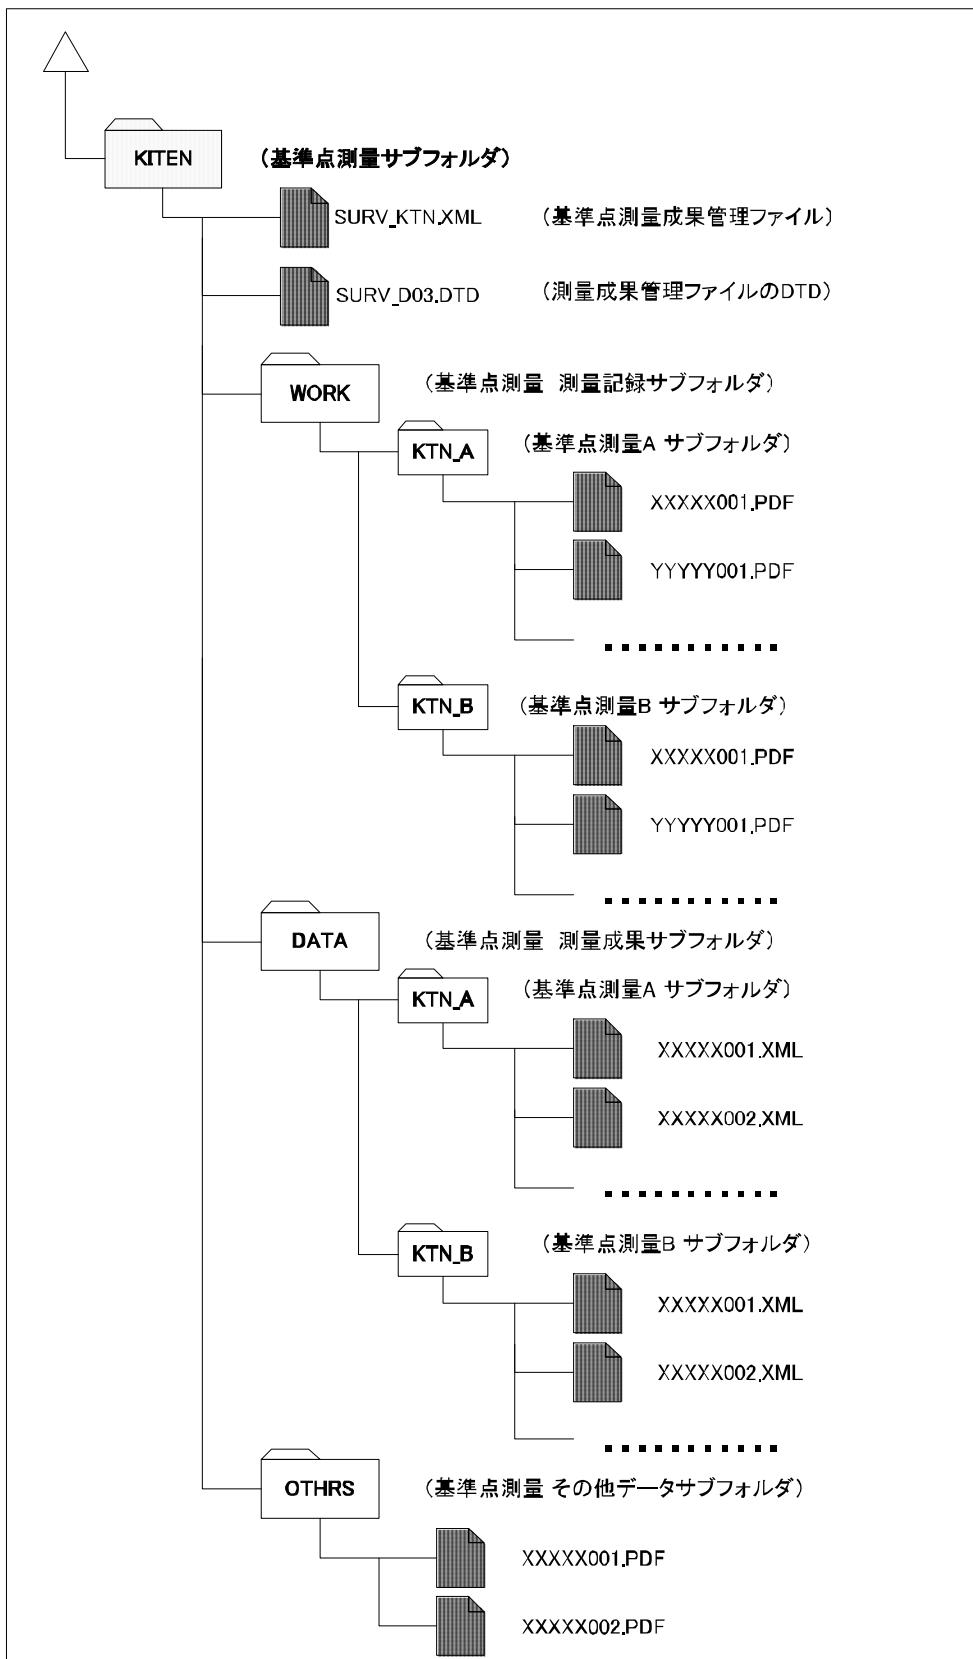 KITEN (基準点測量サブフォルダ)
SURV_KTN.XML (基準点測量成果管理ファイル)
SURV_D03.DTD (測量成果管理ファイルのDTD)
WORK (基準点測量 測量記録サブフォルダ)
KTN_A (基準点測量A サブフォルダ)
XXXXX001.PDF
YYYYY001.PDF
KTN_B (基準点測量B サブフォルダ)
XXXXX001.PDF
YYYYY001.PDF
DATA (基準点測量 測量成果サブフォルダ)
KTN_A (基準点測量A サブフォルダ)
XXXXX001.XML
XXXXX002.XML
KTN_B (基準点測量B サブフォルダ)
XXXXX001.XML
XXXXX002.XML
OTHRS (基準点測量 その他データサブフォルダ)
XXXXX001.PDF
XXXXX002.PDF